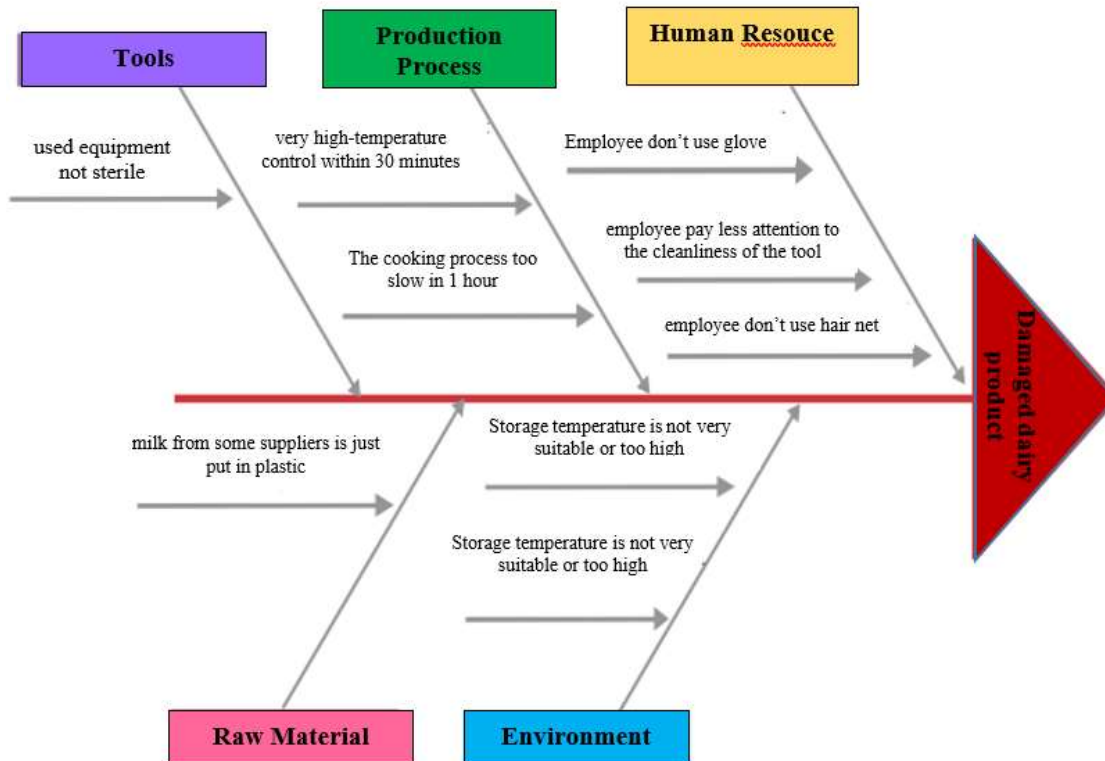 Tools
Production
Process
Human Resouce
used equipment
not sterile
very high-temperature
control within 30 minutes
The cooking process too
slow in 1 hour
Employee don’t use glove
employee pay less attention to
the cleanliness of the tool
employee don’t use hair net
Damaged dairy
product
milk from some suppliers is just
put in plastic
Storage temperature is not very
suitable or too high
Storage temperature is not very
suitable or too high
Raw Material
Environment